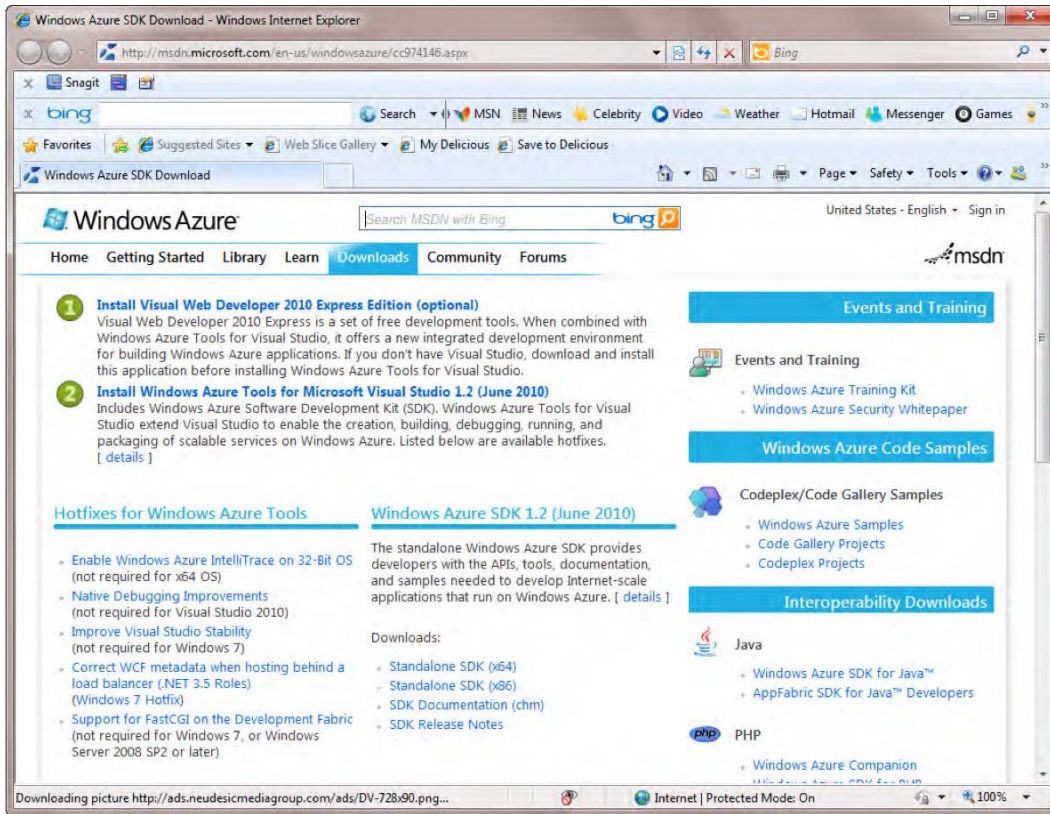 Windows Azure SDK Download - Windows Internet Explorer
http://msdn.microsoft.com/en-us/windowsazure/cc974146.aspx
Bing
x Snagit
x bing
Search
MSN
News
Celebrity
Video
Weather
Hotmail
Messenger
Games
Favorites
Suggested Sites
Web Slice Gallery
My Delicious
Save to Delicious
Windows Azure SDK Download
Page
Safety
Tools
Windows Azure
Search MSDN with Bing
bing
United States - English
Sign in
Home Getting Started Library Learn Downloads Community Forums
msdn
1
Install Visual Web Developer 2010 Express Edition (optional)
Visual Web Developer 2010 Express is a set of free development tools. When combined with
Windows Azure Tools for Visual Studio, it offers a new integrated development environment
for building Windows Azure applications. If you don't have Visual Studio, download and install
this application before installing Windows Azure Tools for Visual Studio.
2
Install Windows Azure Tools for Microsoft Visual Studio 1.2 (June 2010)
Includes Windows Azure Software Development Kit (SDK). Windows Azure Tools for Visual
Studio extend Visual Studio to enable the creation, building, debugging, running, and
packaging of scalable services on Windows Azure. Listed below are available hotfixes.
[ details ]
Hotfixes for Windows Azure Tools
Enable Windows Azure IntelliTrace on 32-Bit OS
(not required for x64 OS)
Native Debugging Improvements
(not required for Visual Studio 2010)
Improve Visual Studio Stability
(not required for Windows 7)
Correct WCF metadata when hosting behind a
load balancer (.NET 3.5 Roles)
(Windows 7 Hotfix)
Support for FastCGI on the Development Fabric
(not required for Windows 7, or Windows
Server 2008 SP2 or later)
Windows Azure SDK 1.2 (June 2010)
The standalone Windows Azure SDK provides
developers with the APIs, tools, documentation,
and samples needed to develop Internet-scale
applications that run on Windows Azure. [ details ]
Downloads:
Standalone SDK (x64)
Standalone SDK (x86)
SDK Documentation (chm)
SDK Release Notes
Events and Training
Events and Training
Windows Azure Training Kit
Windows Azure Security Whitepaper
Windows Azure Code Samples
Codeplex/Code Gallery Samples
Windows Azure Samples
Code Gallery Projects
Codeplex Projects
Interoperability Downloads
Java
Windows Azure SDK for Java™
AppFabric SDK for Java™ Developers
php
PHP
Windows Azure Companion
Windows Azure SDK for PHP
Downloading picture http://ads.neudesicmediagroup.com/ads/DV-728x90.png...
Internet | Protected Mode: On
100%